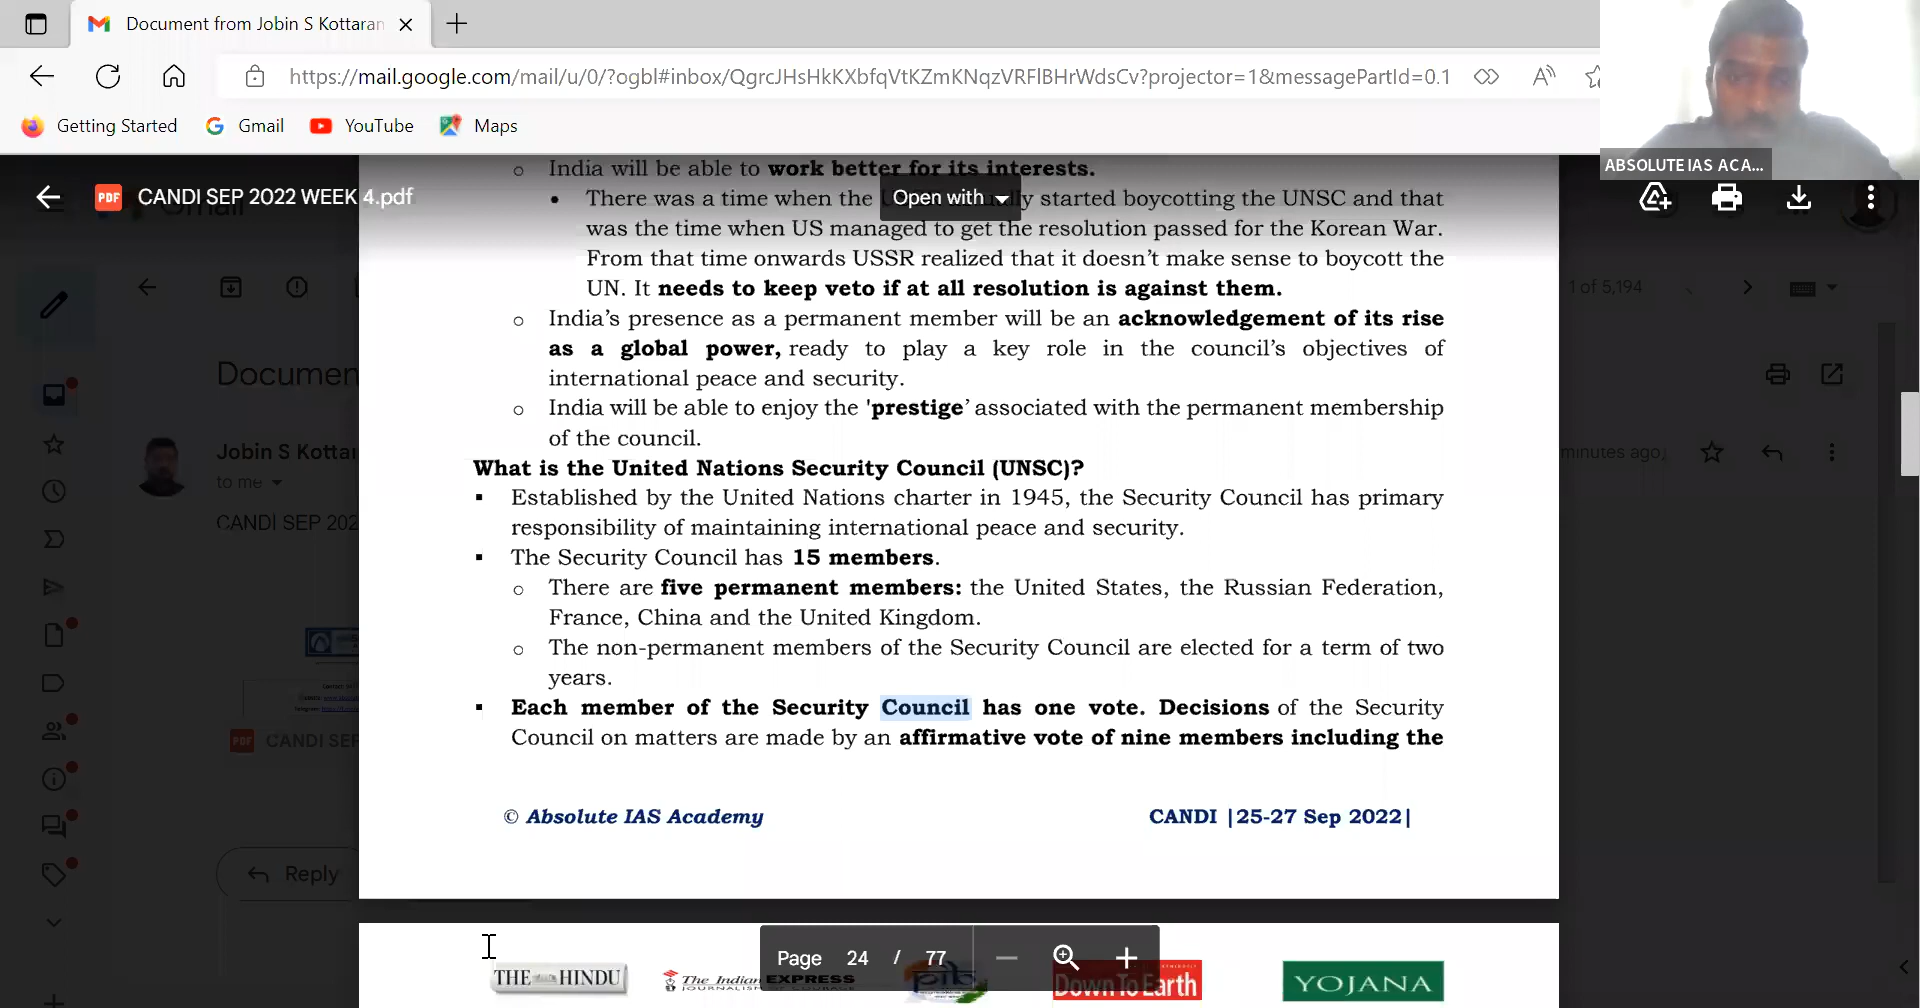 Document from Jobin S Kottaran
https://mail.google.com/mail/u/0/?ogbl#inbox/QgrcJHsHkKXbfqVtKZmKNqzVRFlBHrWdsCv?projector=1&messagePartId=0.1
Getting Started Gmail YouTube Maps
ABSOLUTE IAS ACA...
PDF CANDI SEP 2022 WEEK 4.pdf
Open with
India will be able to work better for its interests.
There was a time when the started boycotting the UNSC and that
was the time when US managed to get the resolution passed for the Korean War.
From that time onwards USSR realized that it doesn’t make sense to boycott the
UN. It needs to keep veto if at all resolution is against them.
India’s presence as a permanent member will be an acknowledgement of its rise
as a global power, ready to play a key role in the council’s objectives of
international peace and security.
India will be able to enjoy the 'prestige’ associated with the permanent membership
of the council.
What is the United Nations Security Council (UNSC)?
Established by the United Nations charter in 1945, the Security Council has primary
responsibility of maintaining international peace and security.
The Security Council has 15 members.
There are five permanent members: the United States, the Russian Federation,
France, China and the United Kingdom.
The non-permanent members of the Security Council are elected for a term of two
years.
Each member of the Security Council has one vote. Decisions of the Security
Council on matters are made by an affirmative vote of nine members including the
© Absolute IAS Academy CANDI |25-27 Sep 2022|
1 of 5,194
Documen
Jobin S Kottar
to me
minutes ago)
CANDI SEP 202
PDF CANDI SEP
Reply
Page 24 / 77
THE HINDU The Indian EXPRESS
JOURNALISM OF COURAGE
Down To Earth YOJANA